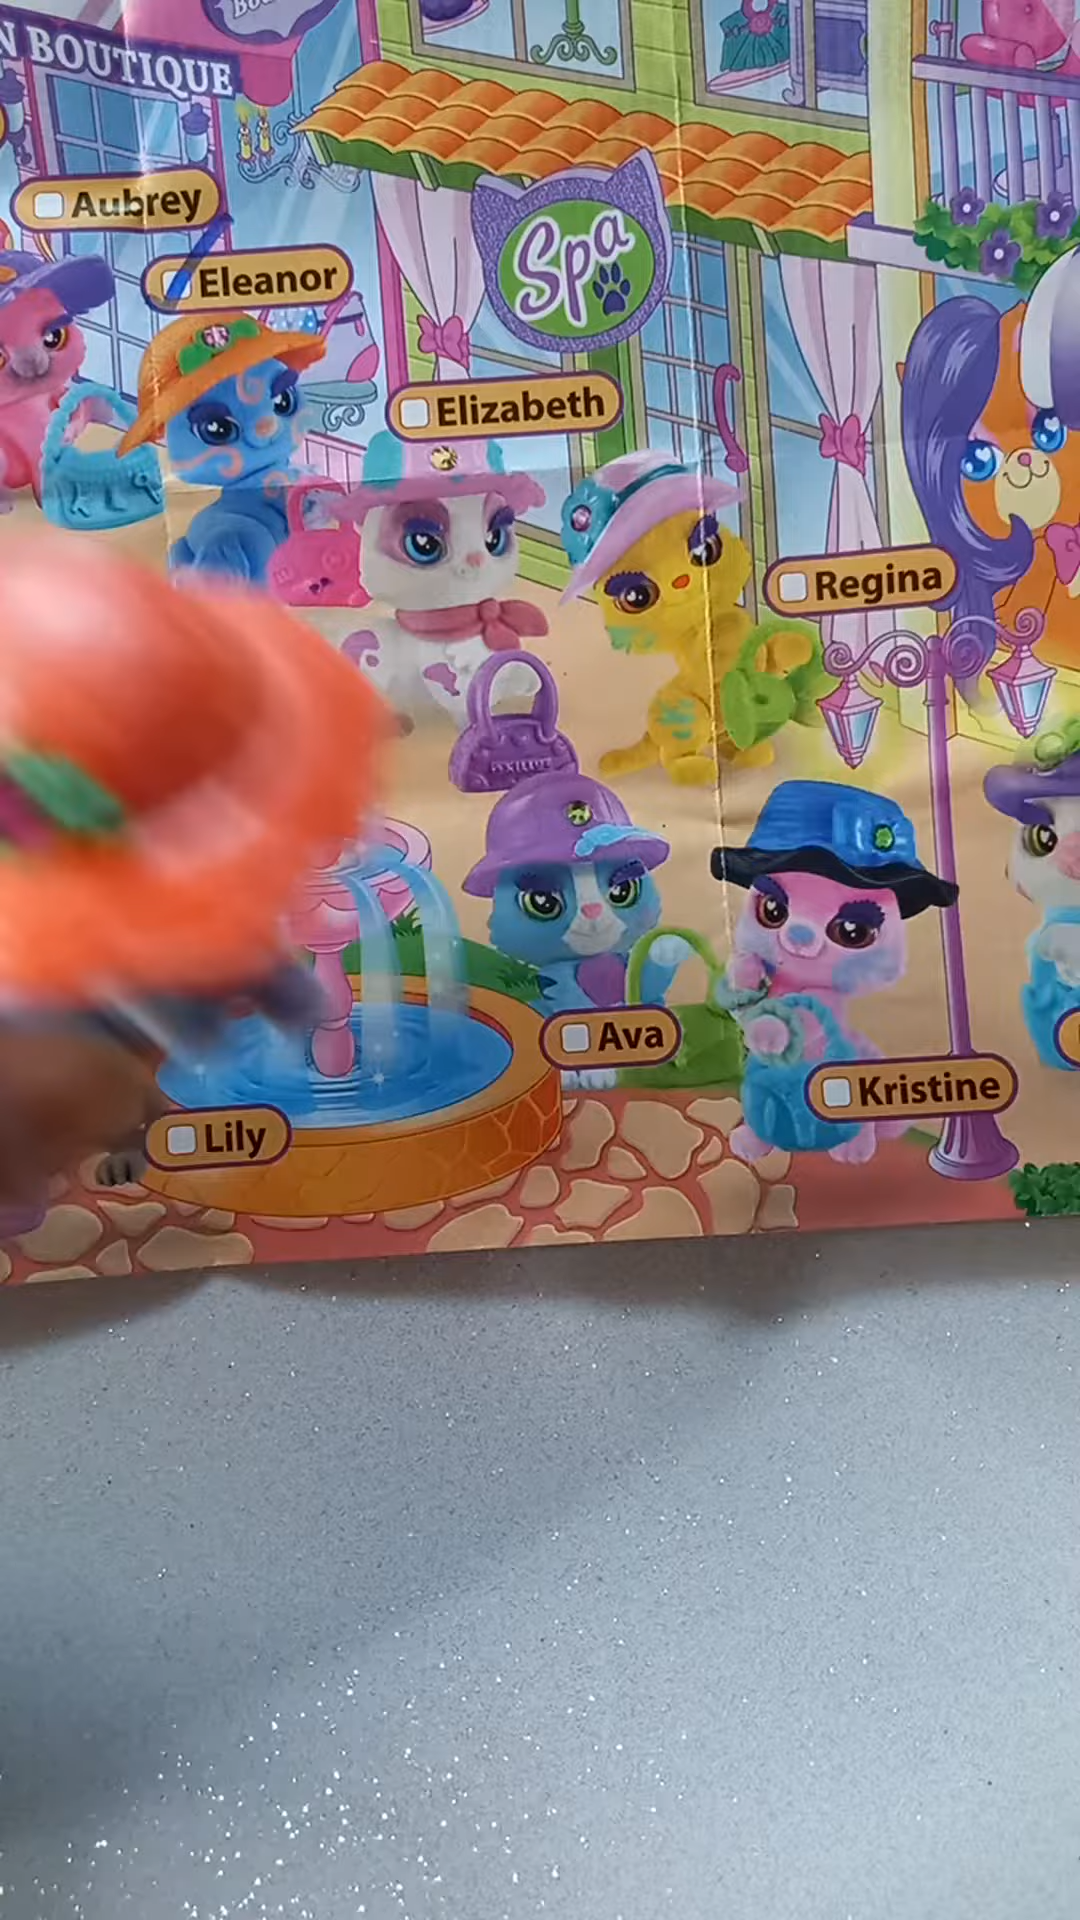 N BOUTIQUE
Aubrey
Eleanor
Spa
Elizabeth
Regina
Ava
Kristine
Lily